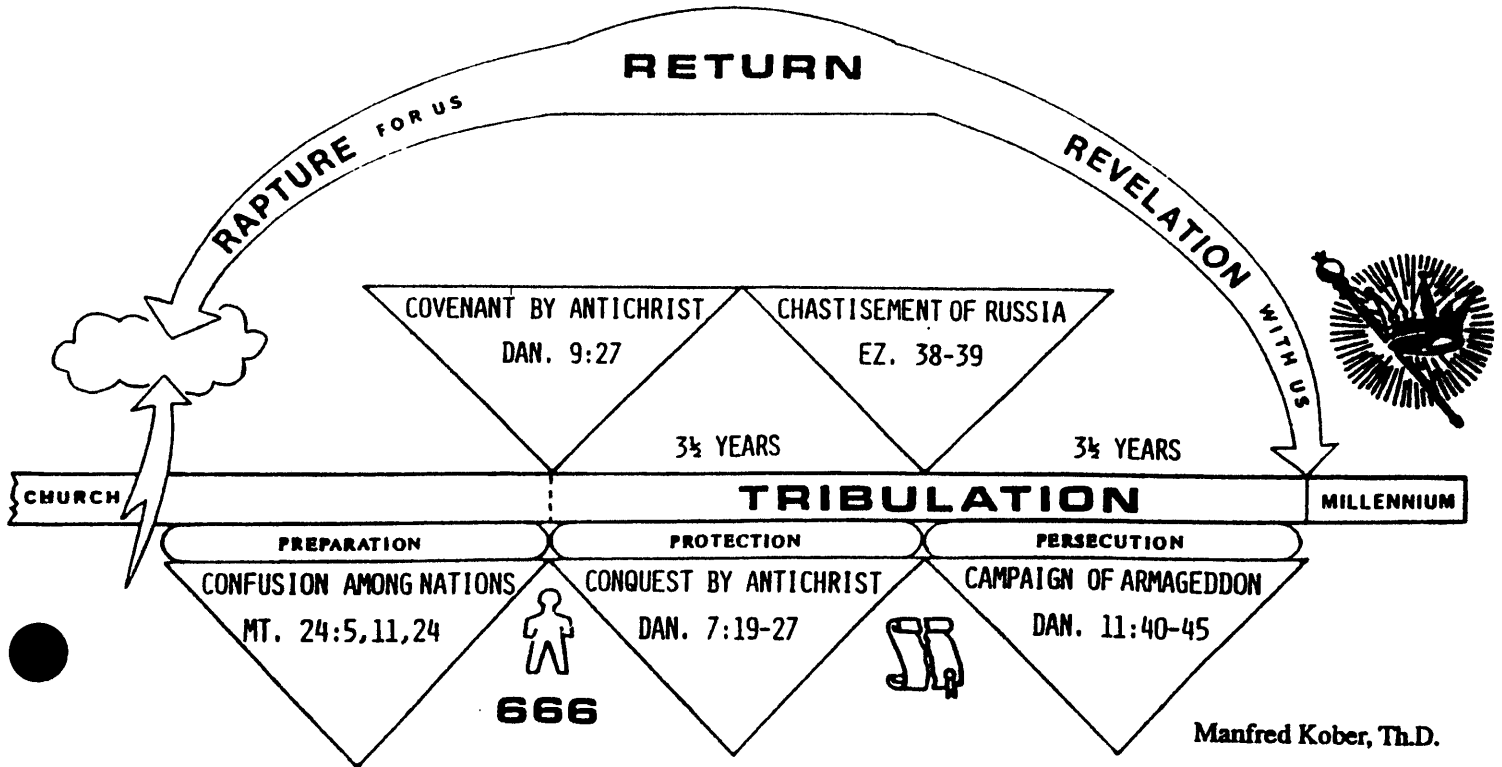 RETURN
RAPTURE FOR US
REVELATION WITH US
COVENANT BY ANTICHRIST
DAN. 9:27
CHASTISEMENT OF RUSSIA
EZ. 38-39
3½ YEARS
3½ YEARS
CHURCH
TRIBULATION
MILLENNIUM
PREPARATION
PROTECTION
PERSECUTION
CONFUSION AMONG NATIONS
MT. 24:5,11,24
CONQUEST BY ANTICHRIST
DAN. 7:19-27
CAMPAIGN OF ARMAGEDDON
DAN. 11:40-45
666
Manfred Kober, Th.D.